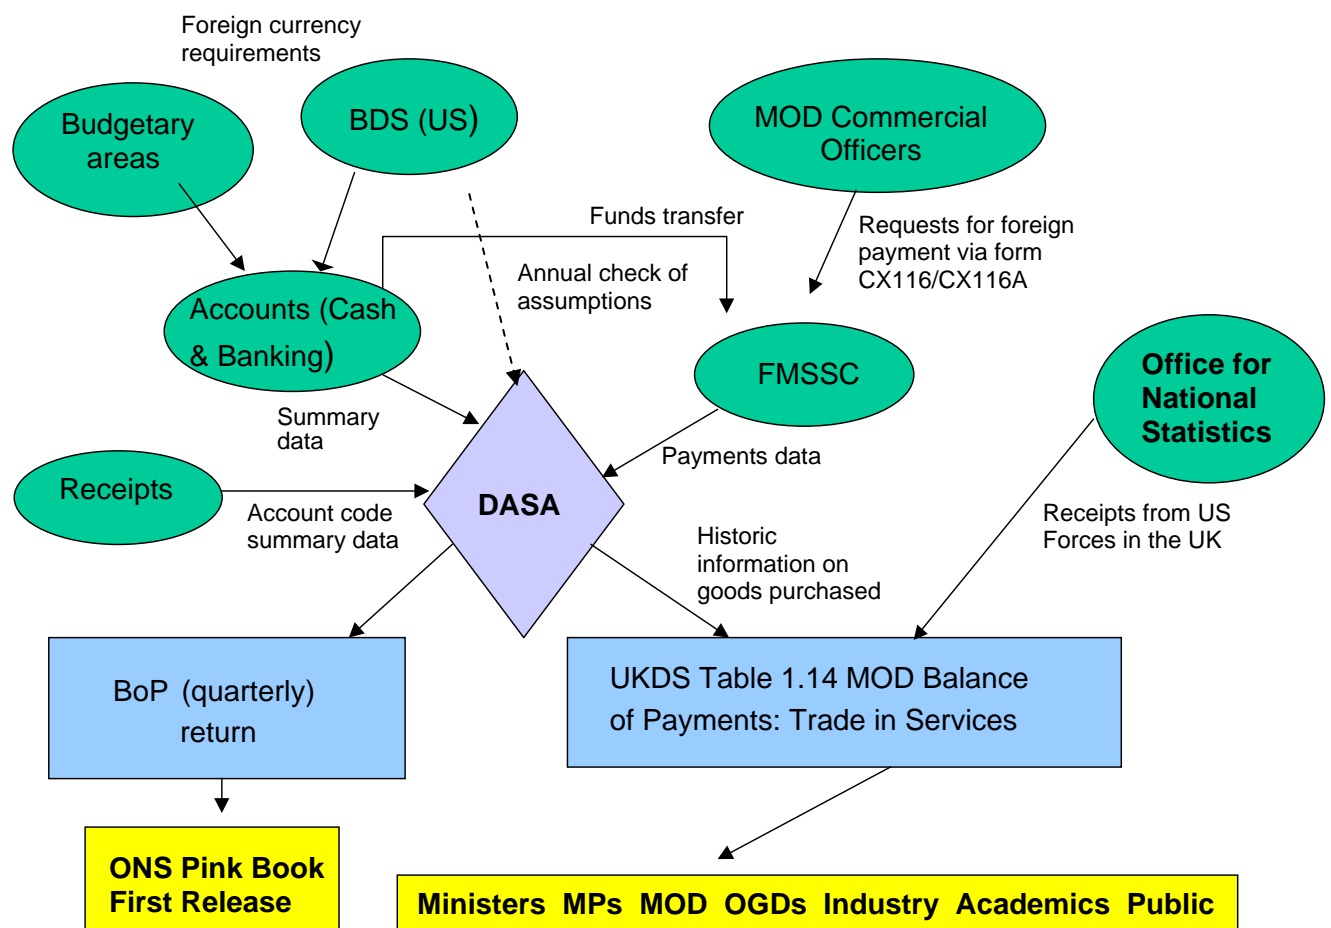 Foreign currency
requirements
Budgetary
areas
BDS (US)
MOD Commercial
Officers
Funds transfer
Requests for foreign
payment via form
CX116/CX116A
Annual check of
assumptions
Accounts (Cash
& Banking)
FMSSC
Office for
National
Statistics
Summary
data
Payments data
Receipts
Account code
summary data
DASA
Historic
information on
goods purchased
Receipts from US
Forces in the UK
BoP (quarterly)
return
UKDS Table 1.14 MOD Balance
of Payments: Trade in Services
ONS Pink Book
First Release
Ministers MPs MOD OGDs Industry Academics Public